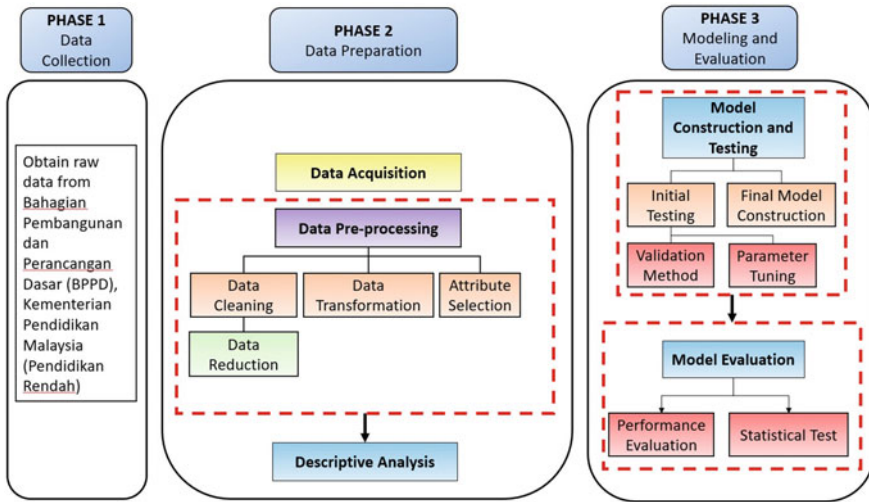 PHASE 1
Data
Collection
Obtain raw
data from
Bahagian
Pembangunan
dan
Perancangan
Dasar (BPPD),
Kementerian
Pendidikan
Malaysia
(Pendidikan
Rendah)
PHASE 2
Data Preparation
Data Acquisition
Data Pre-processing
Data
Cleaning
Data
Transformation
Attribute
Selection
Data
Reduction
Descriptive Analysis
PHASE 3
Modeling and
Evaluation
Model
Construction and
Testing
Initial
Testing
Final Model
Construction
Validation
Method
Parameter
Tuning
Model Evaluation
Performance
Evaluation
Statistical Test